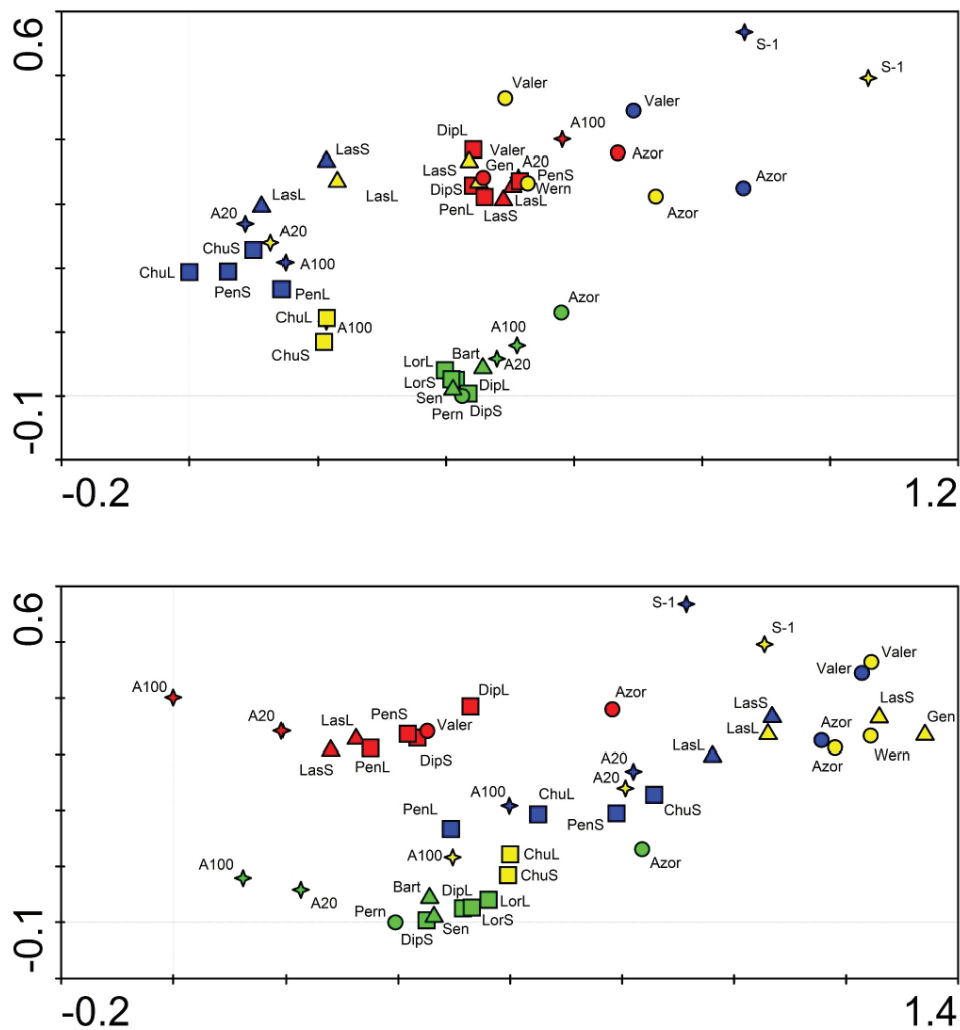 0.6
S-1
S-1
Valer
Valer
A100
DipL
Valer
Azor
LasS
LasS
Gen
A20
PenS
DipS
Wern
Azor
LasL
LasL
LasL
PenL
LasS
Azor
A20
A20
ChuS
A100
ChuL
PenS
PenL
Azor
ChuL
A100
A100
ChuS
Bart
LorL
A20
LorS
DipL
Sen
Pern
DipS
-0.1
-0.2
1.2
0.6
S-1
S-1
Valer
Valer
A100
DipL
Azor
LasS
LasS
Gen
A20
LasL
PenS
Valer
LasL
Azor
LasL
Wern
LasS
PenL
DipS
Azor
A20
A20
A100
ChuL
ChuS
PenL
PenS
A100
ChuL
Azor
A100
ChuS
Bart
DipL
LorL
A20
Pern
LorS
Sen
DipS
-0.1
-0.2
1.4